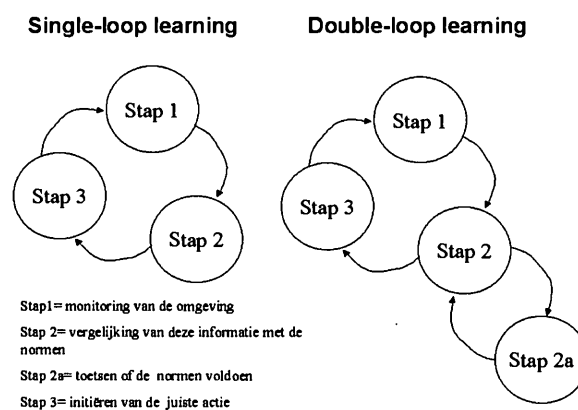 Single-loop learning
Double-loop learning
Stap 1
Stap 3
Stap 2
Stap 1
Stap 3
Stap 2
Stap 2a
Stap1= monitoring van de omgeving
Stap 2= vergelijking van deze informatie met de
normen
Stap 2a= toetsen of de normen voldoen
Stap 3= initiëren van de juiste actie